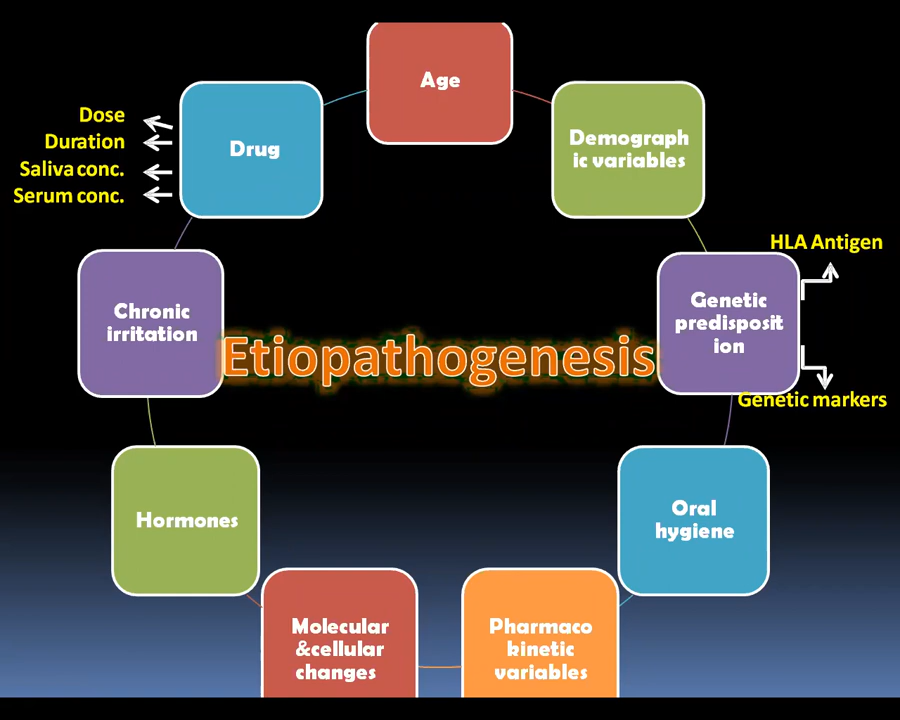 Age
Demograph
ic variables
Drug
Dose
Duration
Saliva conc.
Serum conc.
HLA Antigen
Genetic
predisposit
ion
Genetic markers
Chronic
irritation
Etiopathogenesis
Oral
hygiene
Hormones
Molecular
&cellular
changes
Pharmaco
kinetic
variables